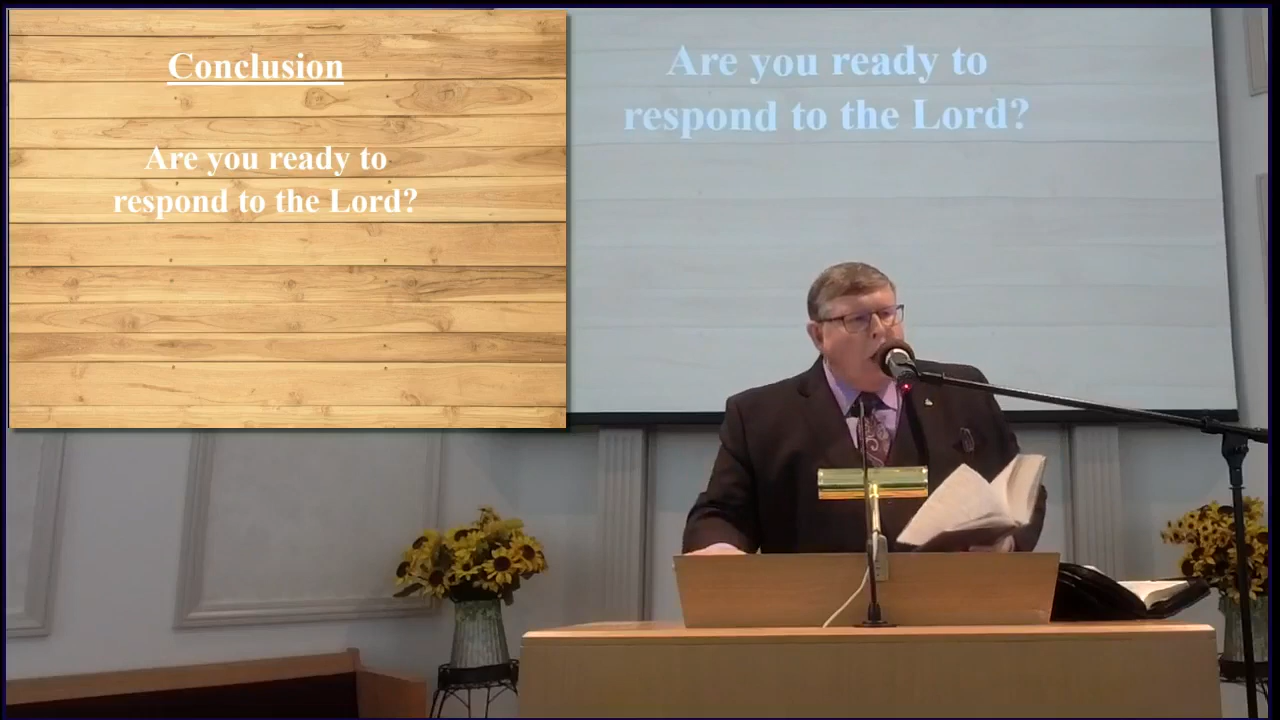 Conclusion
Are you ready to
respond to the Lord?
Are you ready to
respond to the Lord?